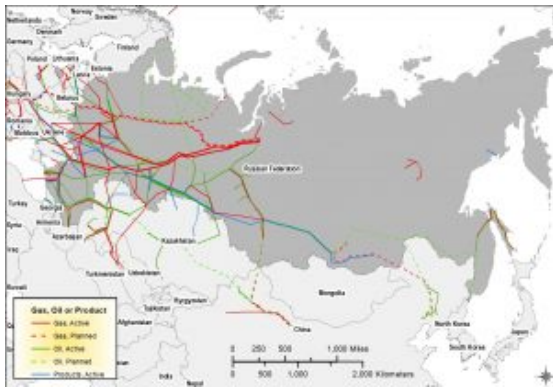 Norway
Sweden
Netherlands
Denmark
Germany
Finland
Poland
Lithuania
Estonia
Latvia
Belarus
Hungary
Romania
Moldova
Ukraine
Russian Federation
Turkey
Georgia
Armenia
Azerbaijan
Syria
Iraq
Kazakhstan
Turkmenistan
Uzbekistan
Kuwait
Kyrgyzstan
Tajikistan
Afghanistan
Mongolia
China
North Korea
South Korea
Japan
Iran
India
Nepal
Gas, Oil or Product
Gas, Active
Gas, Planned
Oil, Active
Oil, Planned
Products, Active
0 250 500 1,000 Miles
0 500 1,000 2,000 Kilometers